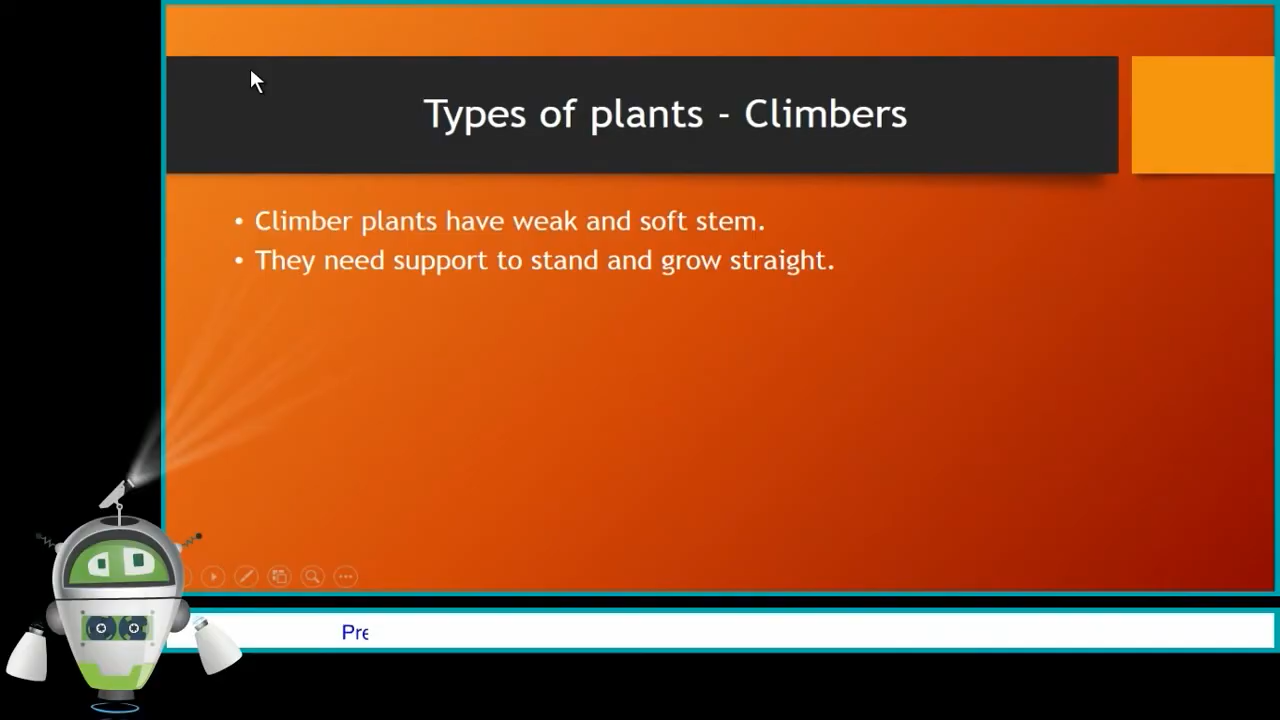 Types of plants - Climbers
• Climber plants have weak and soft stem.
• They need support to stand and grow straight.
Pre